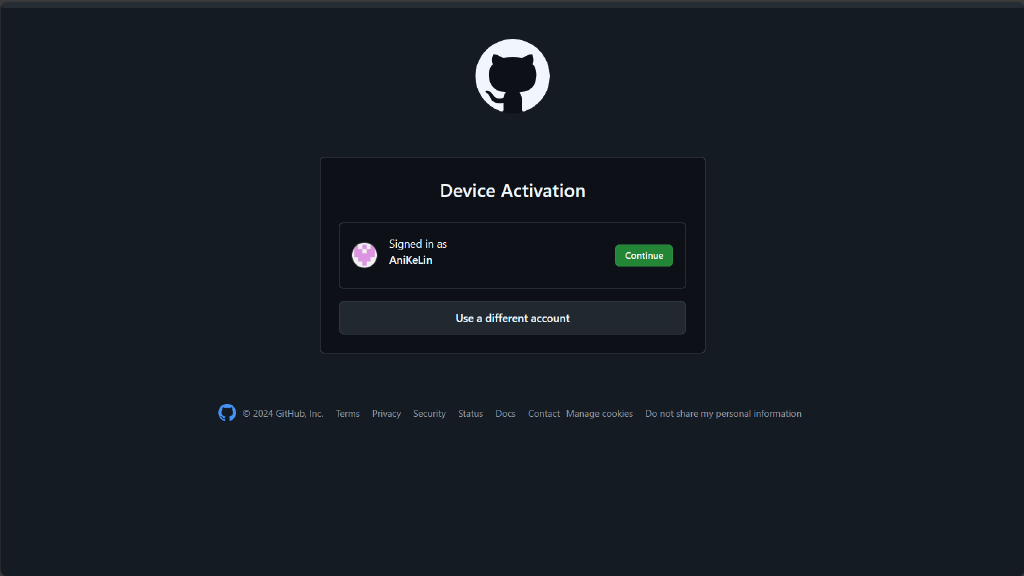 Device Activation
Signed in as
AniKeLin
Continue
Use a different account
© 2024 GitHub, Inc. Terms Privacy Security Status Docs Contact Manage cookies Do not share my personal information